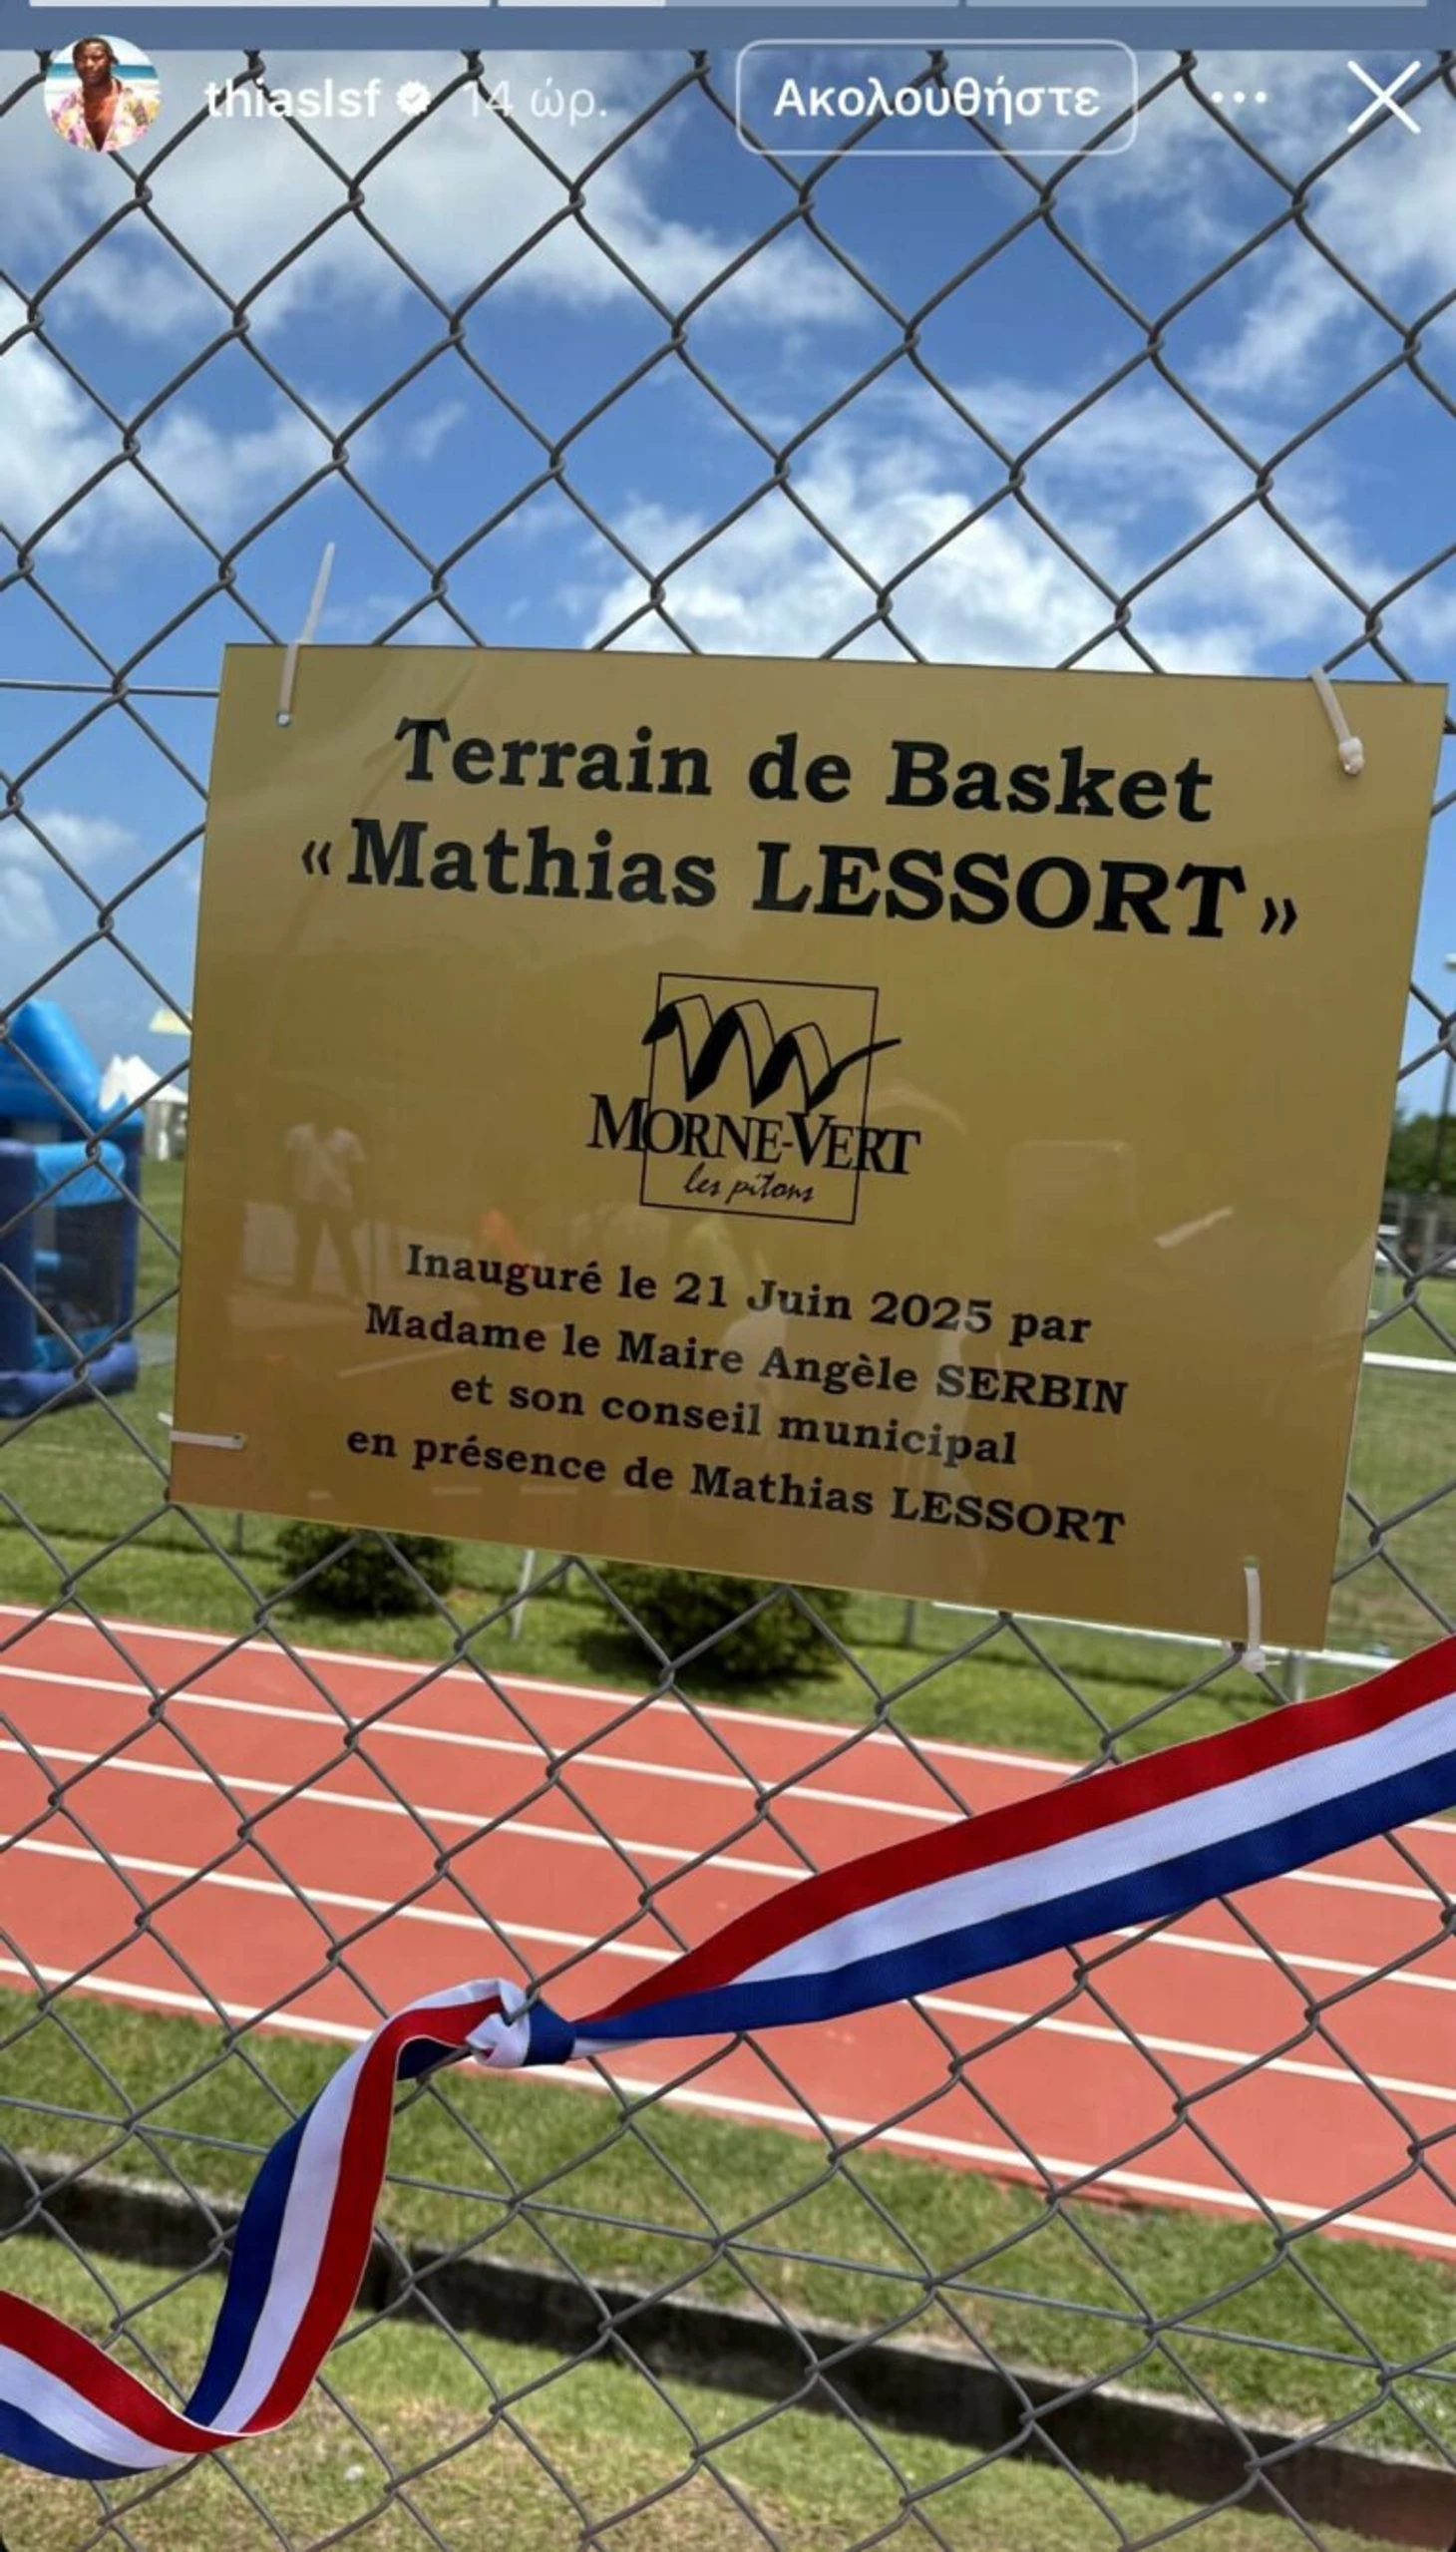 thiaslsf 14 ώρ. Ακολουθήστε
Terrain de Basket
« Mathias LESSORT »
MORNE-VERT
les pitons
Inauguré le 21 Juin 2025 par
Madame le Maire Angèle SERBIN
et son conseil municipal
en présence de Mathias LESSORT